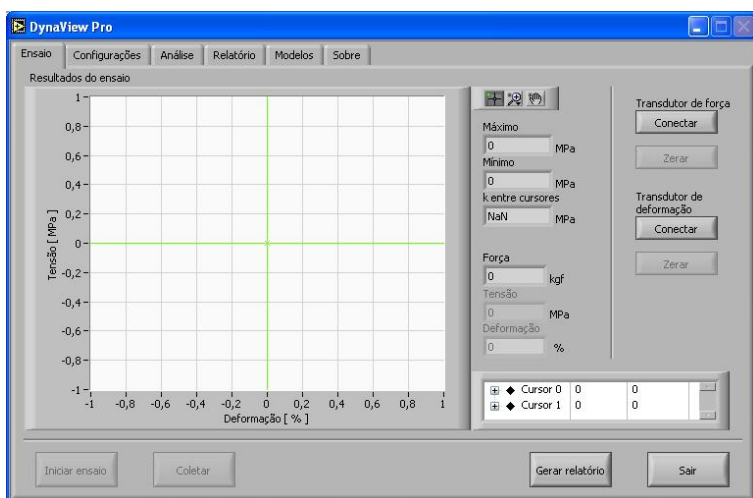 DynaView Pro
Ensaio
Configurações
Análise
Relatório
Modelos
Sobre
Resultados do ensaio
Tensão [ MPa ]
1
0,8
0,6
0,4
0,2
0
-0,2
-0,4
-0,6
-0,8
-1
-1 -0,8 -0,6 -0,4 -0,2 0 0,2 0,4 0,6 0,8 1
Deformação [ % ]
Máximo
0 MPa
Mínimo
0 MPa
k entre cursores
NaN MPa
Força
0 kgf
Tensão
0 MPa
Deformação
0 %
Cursor 0 0 0
Cursor 1 0 0
Transdutor de força
Conectar
Zerar
Transdutor de
deformação
Conectar
Zerar
Iniciar ensaio
Coletar
Gerar relatório
Sair